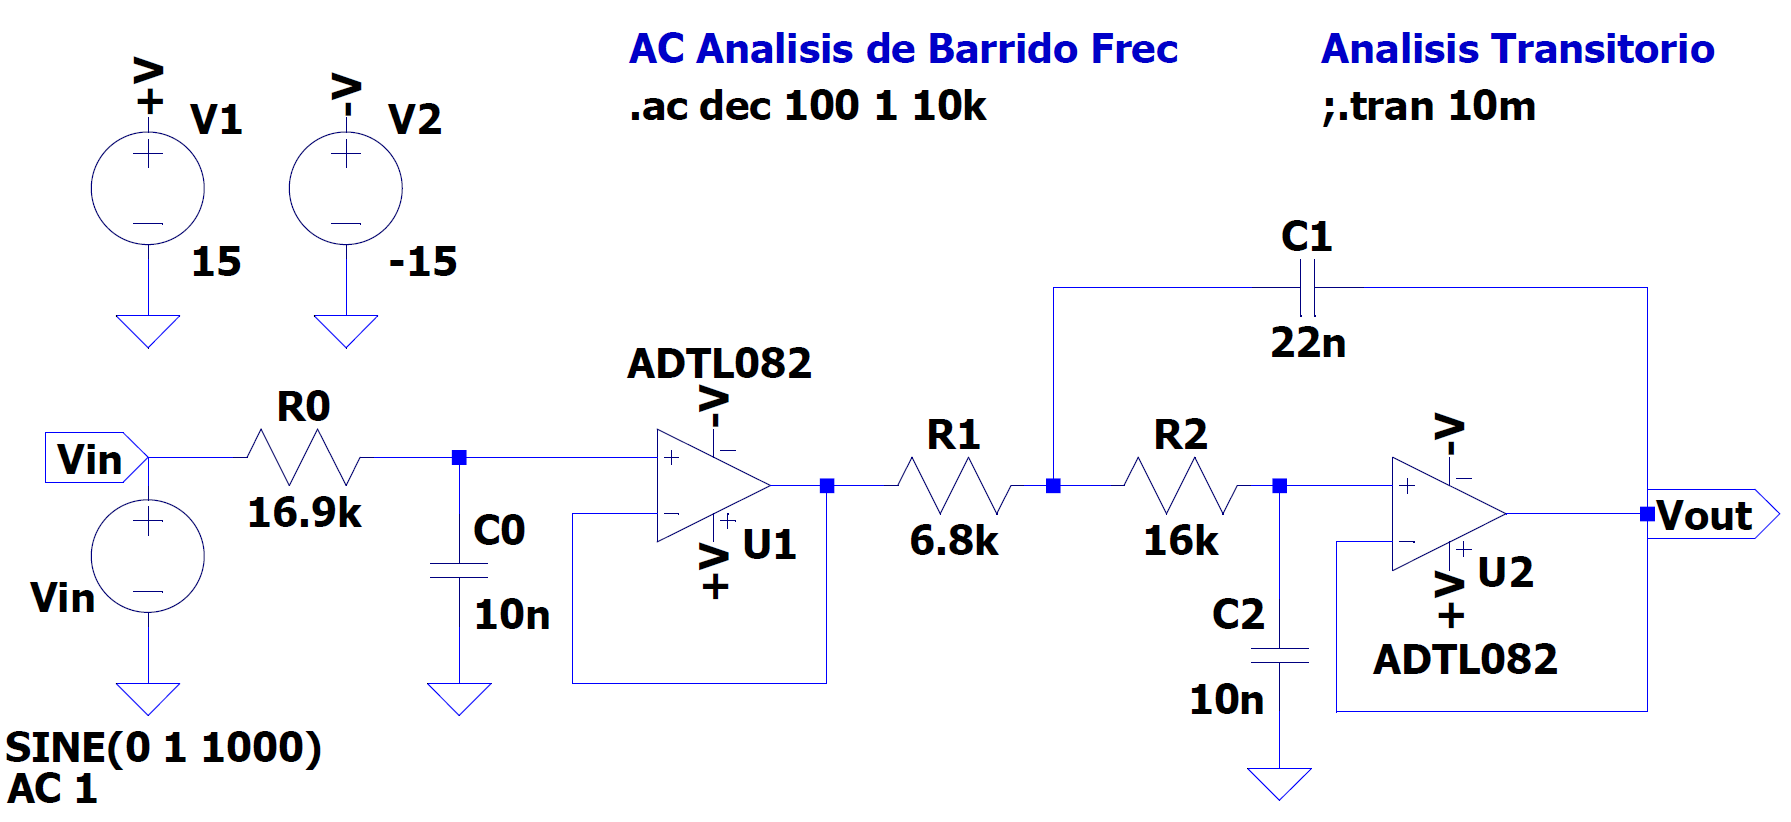 AC Analisis de Barrido Frec
Analisis Transitorio
.ac dec 100 1 10k
;.tran 10m
+V
V1
15
-V
V2
-15
C1
22n
ADTL082
-V
+V
U1
R0
16.9k
C0
10n
R1
6.8k
R2
16k
C2
10n
-V
+V
U2
ADTL082
Vin
Vout
Vin
SINE(0 1 1000)
AC 1